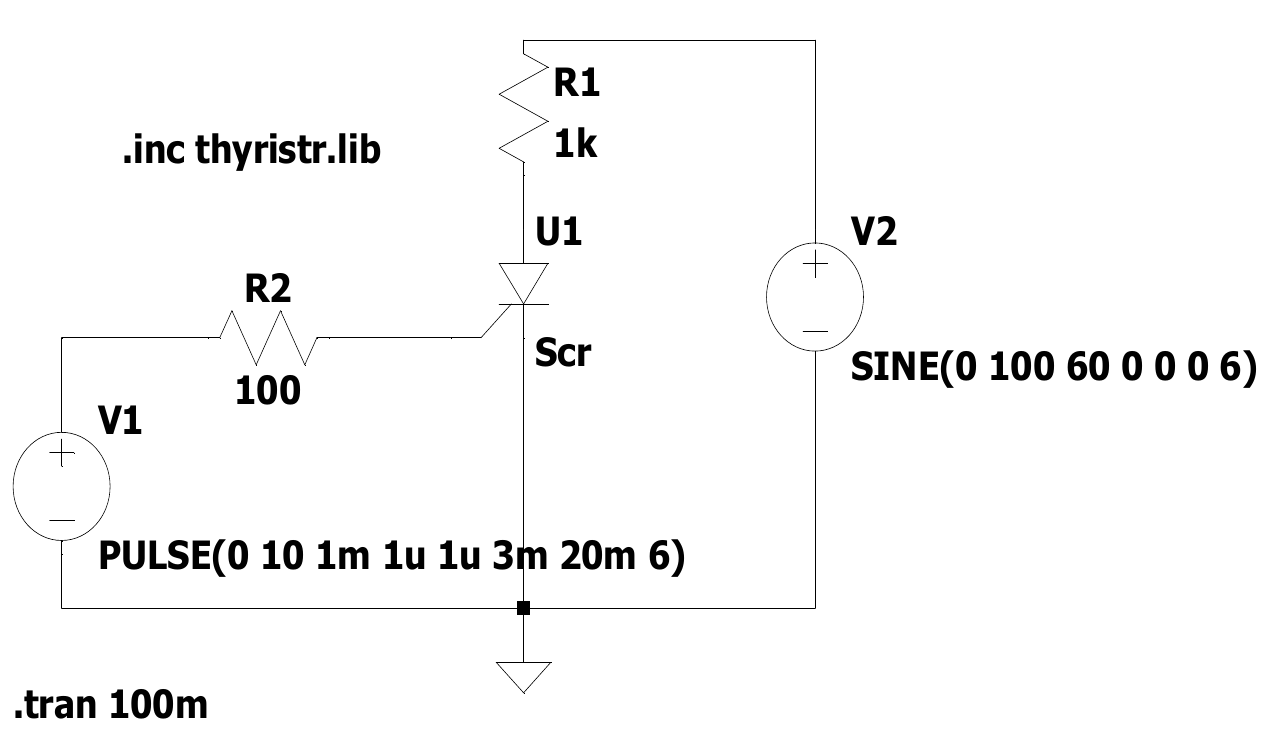 R1
1k
.inc thyristr.lib
U1
V2
R2
Scr
SINE(0 100 60 0 0 0 6)
100
V1
PULSE(0 10 1m 1u 1u 3m 20m 6)
.tran 100m